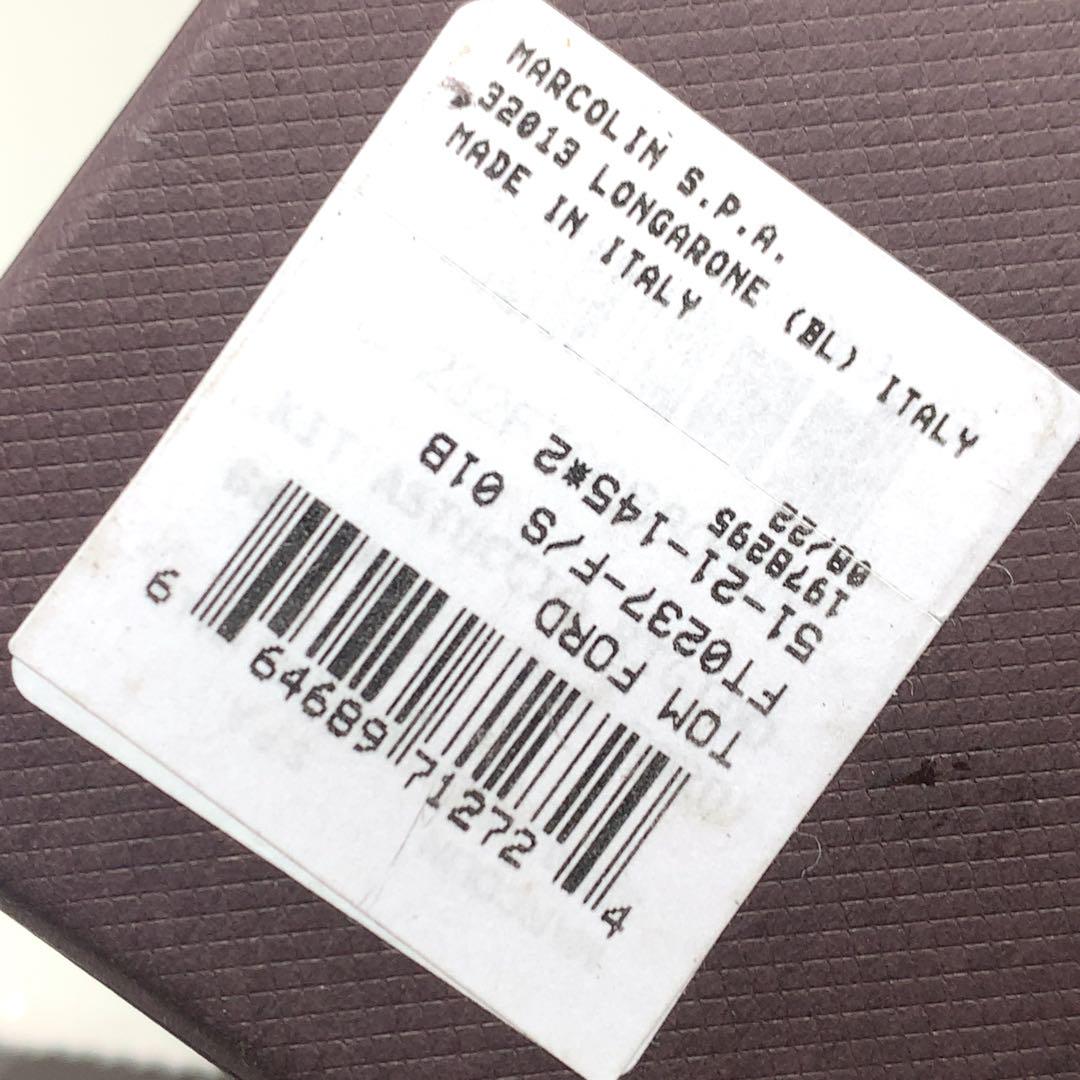 MARCOLIN S.P.A.
32013 LONGARONE (BL) ITALY
MADE IN ITALY
TOM FORD
FT0237-F/S 01B
51-21-145*2
1978295
08/22
6 64689 71272 4